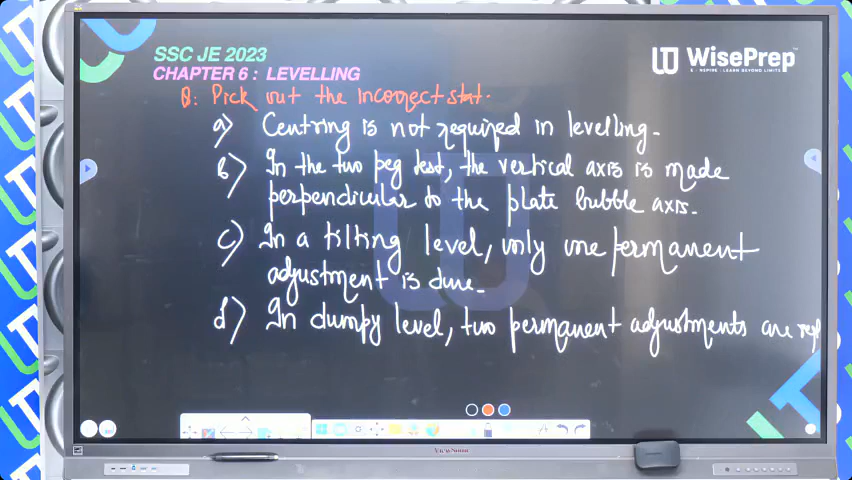 SSC JE 2023
CHAPTER 6 : LEVELLING
WisePrep
Q: Pick out the incorrect stat.
a) Centring is not required in levelling.
b) In the two peg test, the vertical axis is made
perpendicular to the plate bubble axis.
c) In a tilting level, only one permanent
adjustment is done.
d) In dumpy level, two permanent adjustments are
ViewSonic